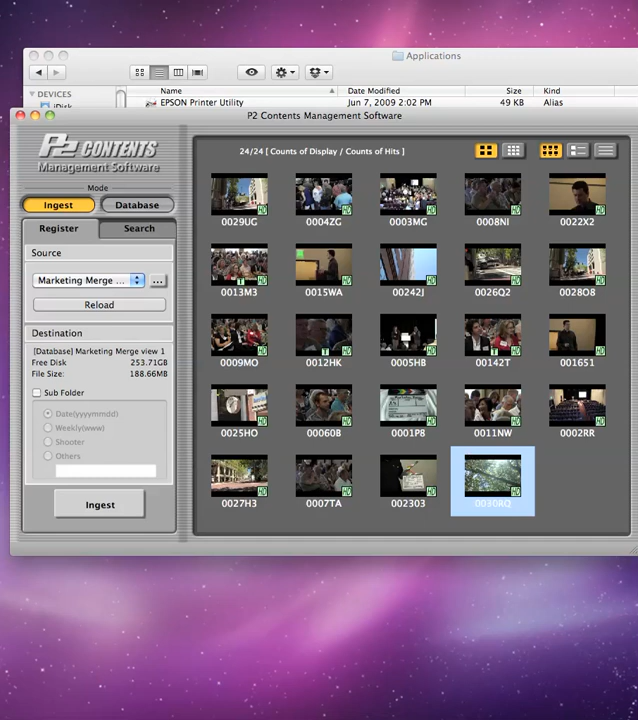 Applications
Name
Date Modified
Size
Kind
DEVICES
iDisk
EPSON Printer Utility
Jun 7, 2009 2:02 PM
49 KB
Alias
P2 Contents Management Software
P2 CONTENTS
Management Software
24/24 [ Counts of Display / Counts of Hits ]
Mode
Ingest
Database
Register
Search
Source
Marketing Merge ...
...
Reload
Destination
[Database] Marketing Merge view 1
Free Disk 253.71GB
File Size: 188.66MB
Sub Folder
Date(yyyymmdd)
Weekly(www)
Shooter
Others
Ingest
0029UG 0004ZG 0003MG 0008NI 0022X2
0013M3 0015WA 00242J 0026Q2 0028O8
0009MO 0012HK 0005HB 00142T 001651
0025HO 00060B 0001P8 0011NW 0002RR
0027H3 0007TA 002303 0030RQ